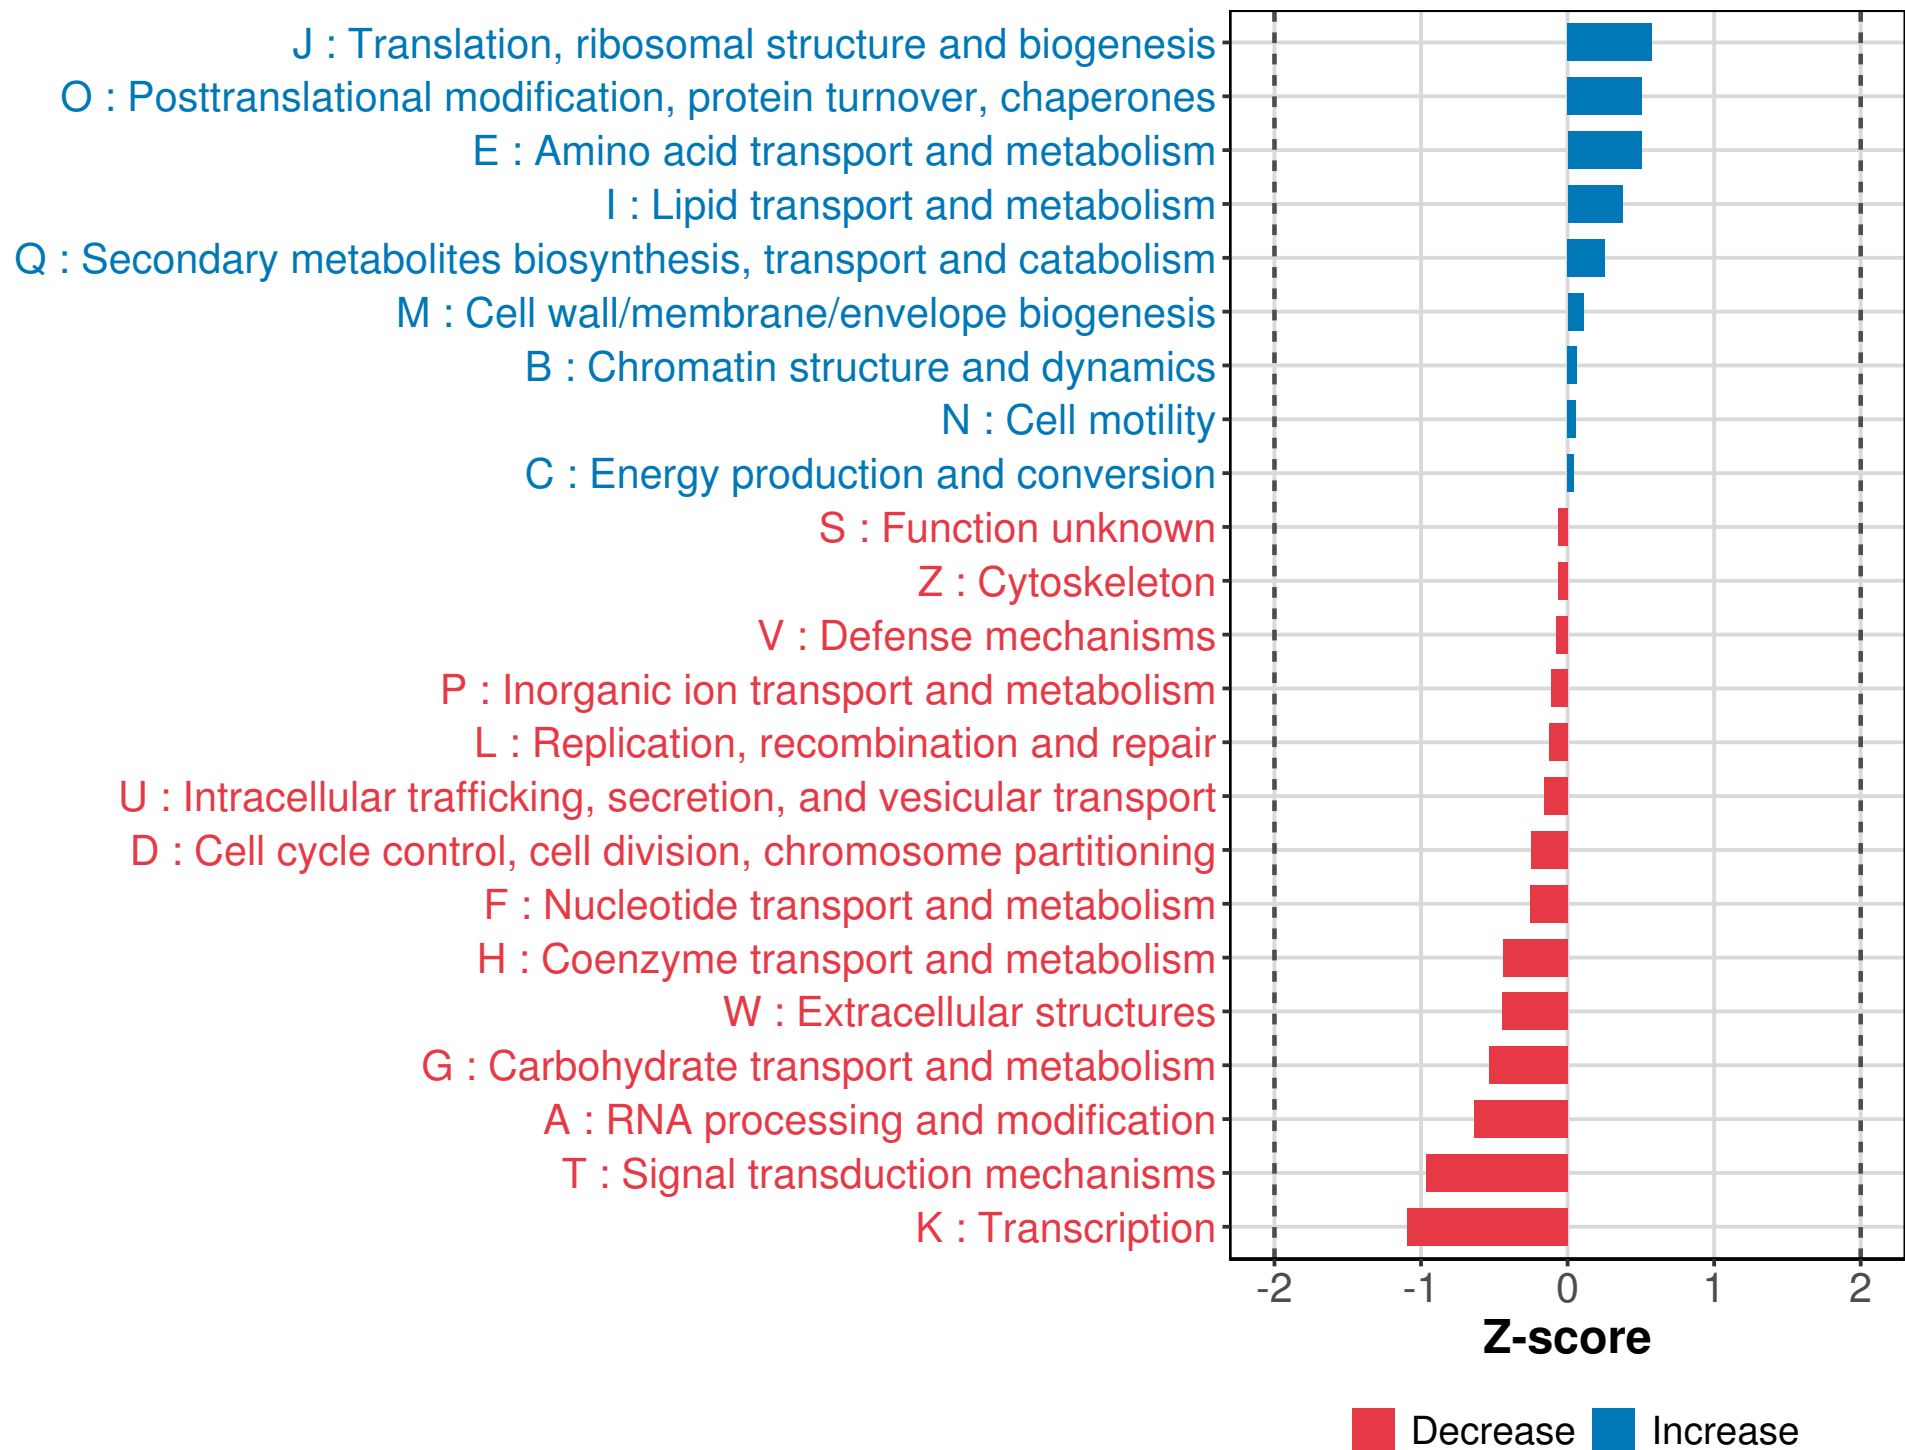 J : Translation, ribosomal structure and biogenesis
O : Posttranslational modification, protein turnover, chaperones
E : Amino acid transport and metabolism
I : Lipid transport and metabolism
Q : Secondary metabolites biosynthesis, transport and catabolism
M : Cell wall/membrane/envelope biogenesis
B : Chromatin structure and dynamics
N : Cell motility
C : Energy production and conversion
S : Function unknown
Z : Cytoskeleton
V : Defense mechanisms
P : Inorganic ion transport and metabolism
L : Replication, recombination and repair
U : Intracellular trafficking, secretion, and vesicular transport
D : Cell cycle control, cell division, chromosome partitioning
F : Nucleotide transport and metabolism
H : Coenzyme transport and metabolism
W : Extracellular structures
G : Carbohydrate transport and metabolism
A : RNA processing and modification
T : Signal transduction mechanisms
K : Transcription
-2 -1 0 1 2
Z-score
Decrease Increase